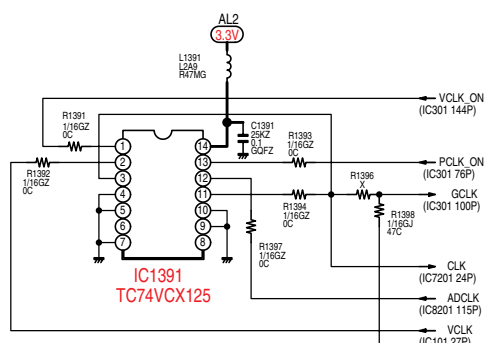 AL2
3.3V
L1391
L2A9
R47MG
R1391
1/16GZ
0C
R1392
1/16GZ
0C
C1391
25KZ
0.1
GQFZ
R1393
1/16GZ
0C
R1394
1/16GZ
0C
R1396
X
R1397
1/16GZ
0C
R1398
1/16GJ
47C
1
2
3
4
5
6
7
14
13
12
11
10
9
8
IC1391
TC74VCX125
VCLK_ON
(IC301 144P)
PCLK_ON
(IC301 76P)
GCLK
(IC301 100P)
CLK
(IC7201 24P)
ADCLK
(IC8201 115P)
VCLK
(IC101 27P)